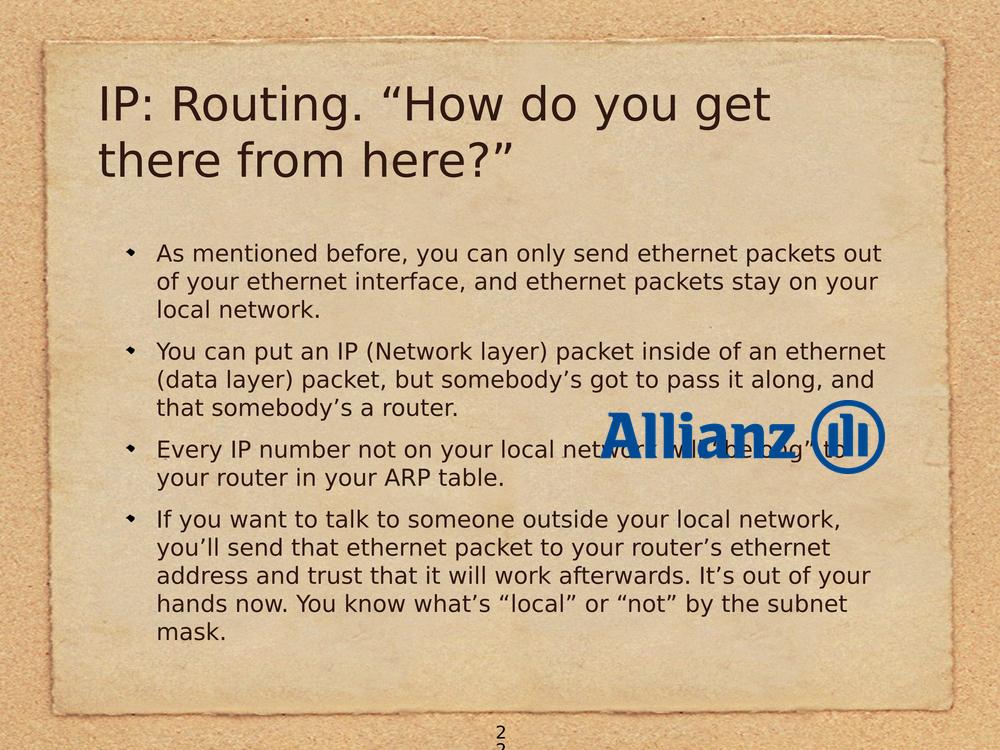 IP: Routing. “How do you get
there from here?”
As mentioned before, you can only send ethernet packets out
of your ethernet interface, and ethernet packets stay on your
local network.
You can put an IP (Network layer) packet inside of an ethernet
(data layer) packet, but somebody’s got to pass it along, and
that somebody’s a router.
Allianz
Every IP number not on your local network will “belong” to
your router in your ARP table.
If you want to talk to someone outside your local network,
you’ll send that ethernet packet to your router’s ethernet
address and trust that it will work afterwards. It’s out of your
hands now. You know what’s “local” or “not” by the subnet
mask.
2
2